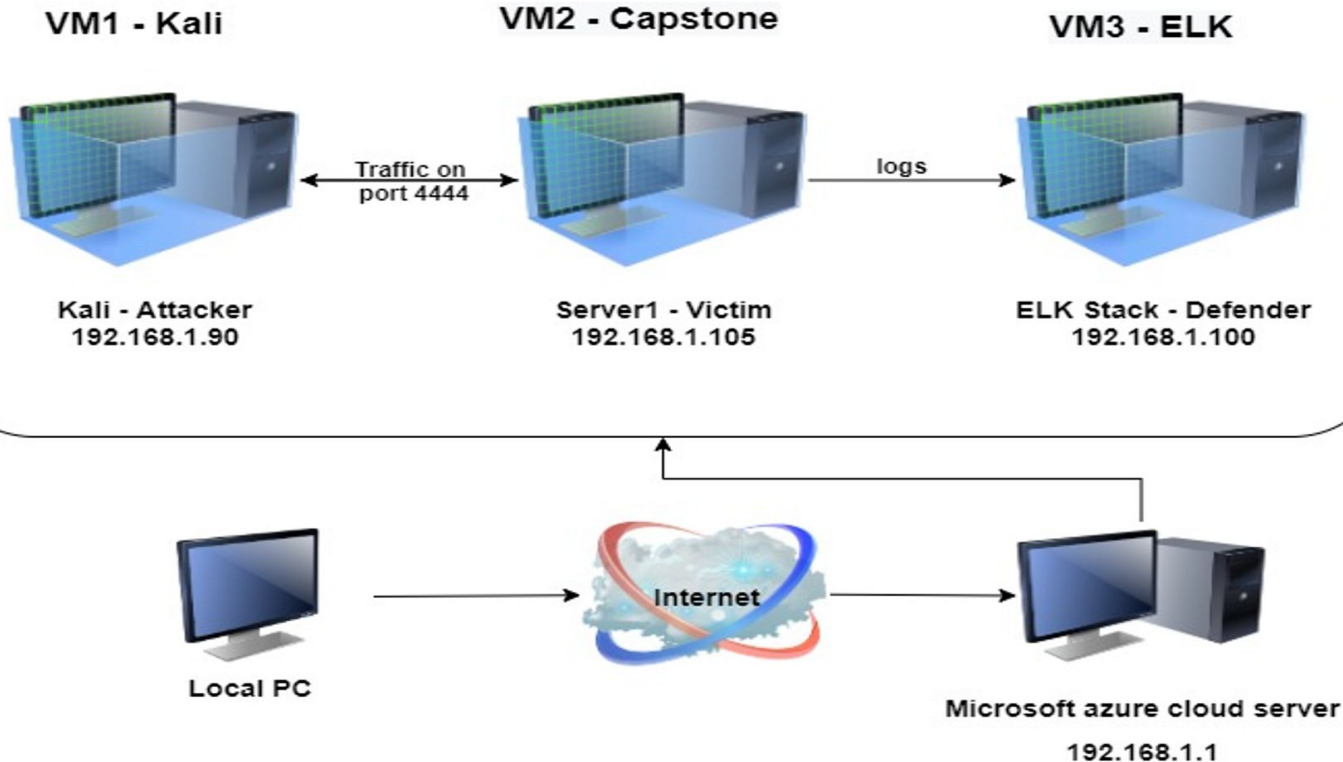 VM1 - Kali
VM2 - Capstone
VM3 - ELK
Traffic on
port 4444
logs
Kali - Attacker
192.168.1.90
Server1 - Victim
192.168.1.105
ELK Stack - Defender
192.168.1.100
Local PC
Internet
Microsoft azure cloud server
192.168.1.1